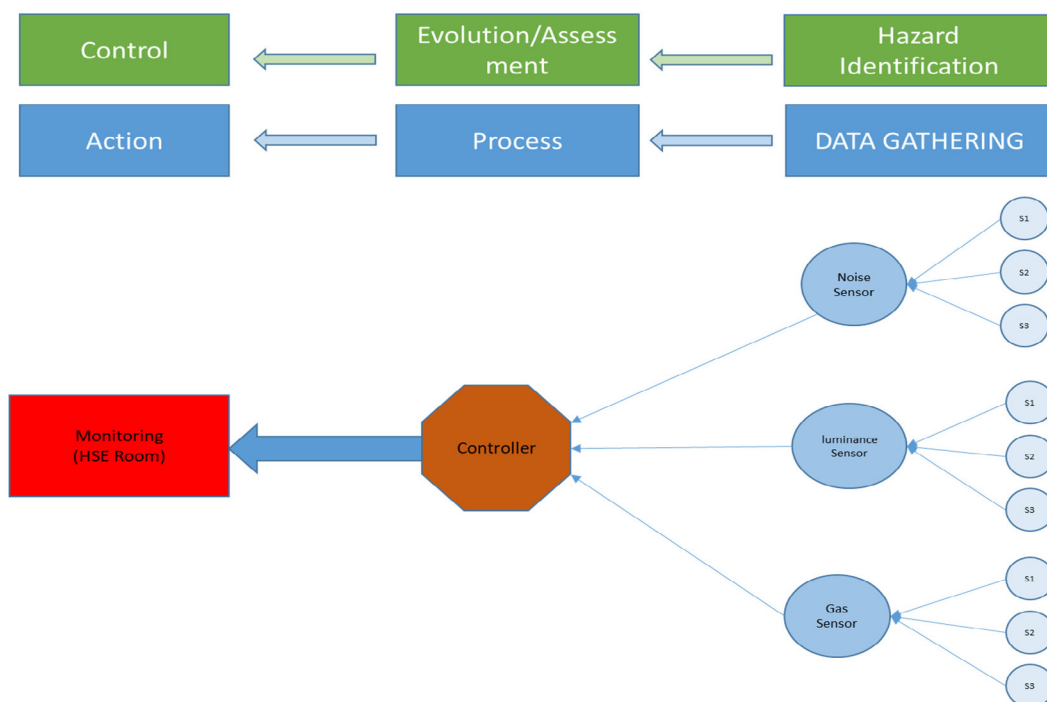 Control
Evolution/Assess
ment
Hazard
Identification
Action
Process
DATA GATHERING
S1
S2
S3
Noise
Sensor
S1
S2
S3
luminance
Sensor
Controller
Monitoring
(HSE Room)
S1
S2
S3
Gas
Sensor